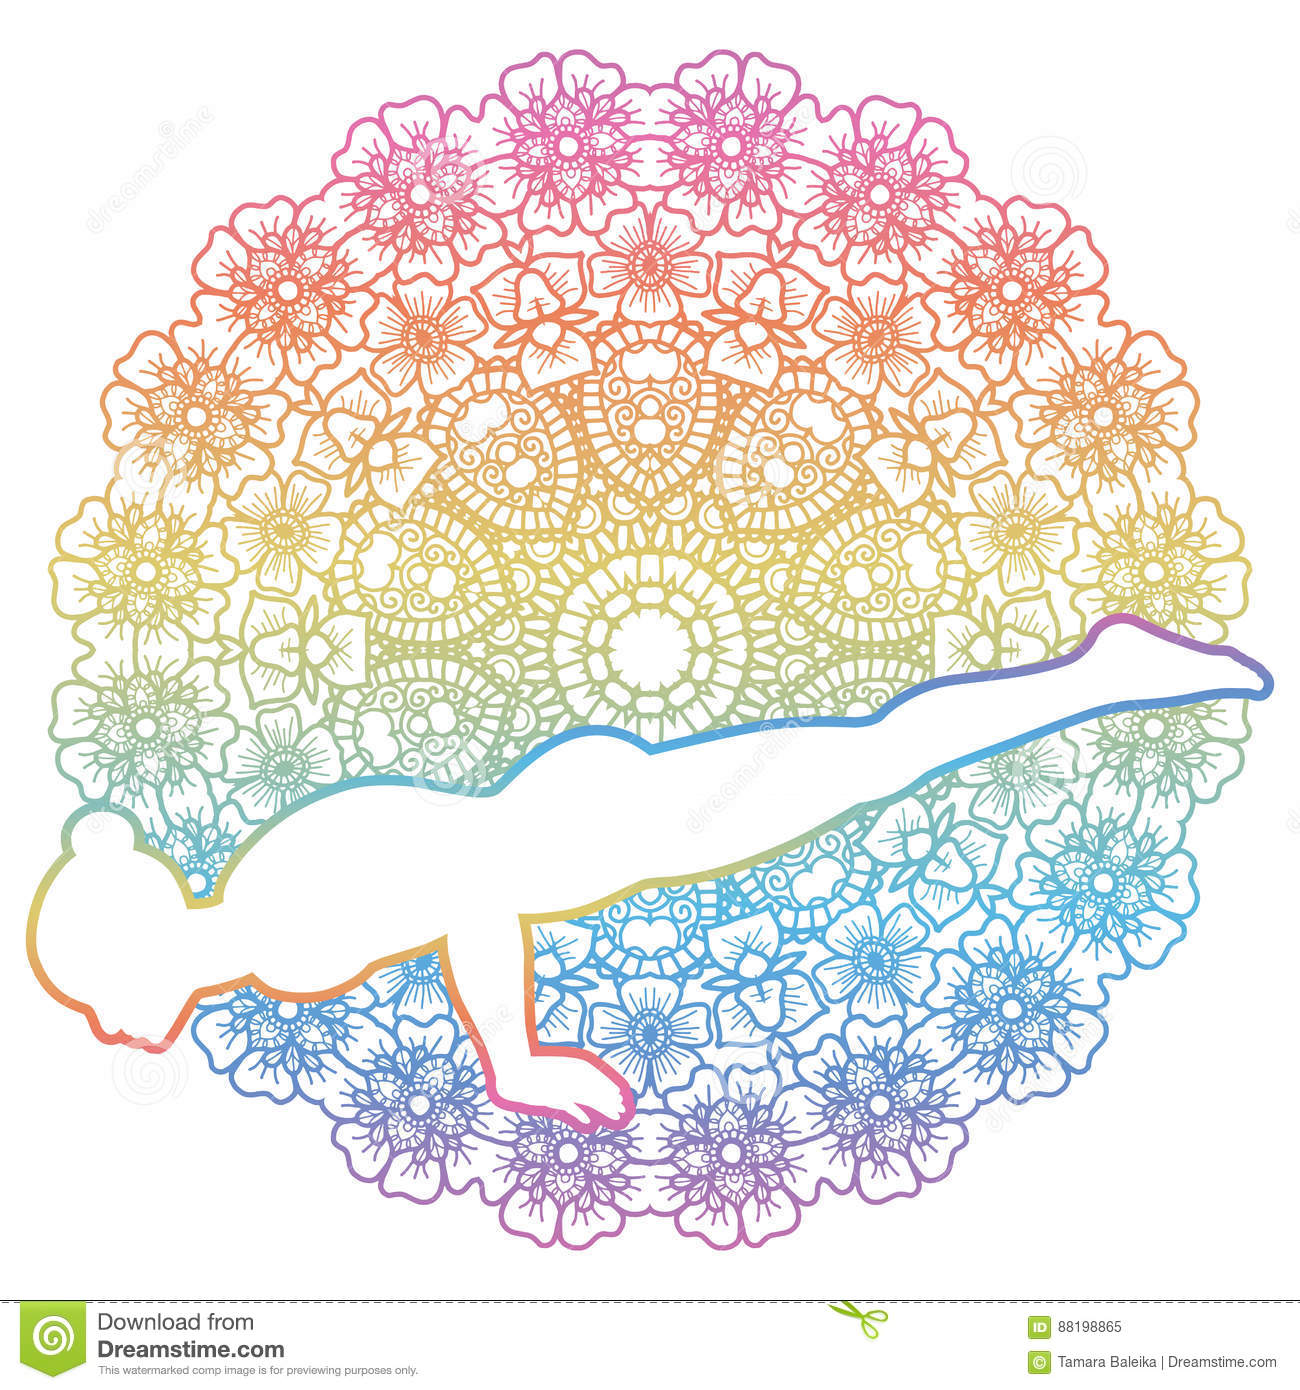 Download from
Dreamstime.com
This watermarked comp image is for previewing purposes only.
ID 88198865
© Tamara Baleika | Dreamstime.com
dreamstime